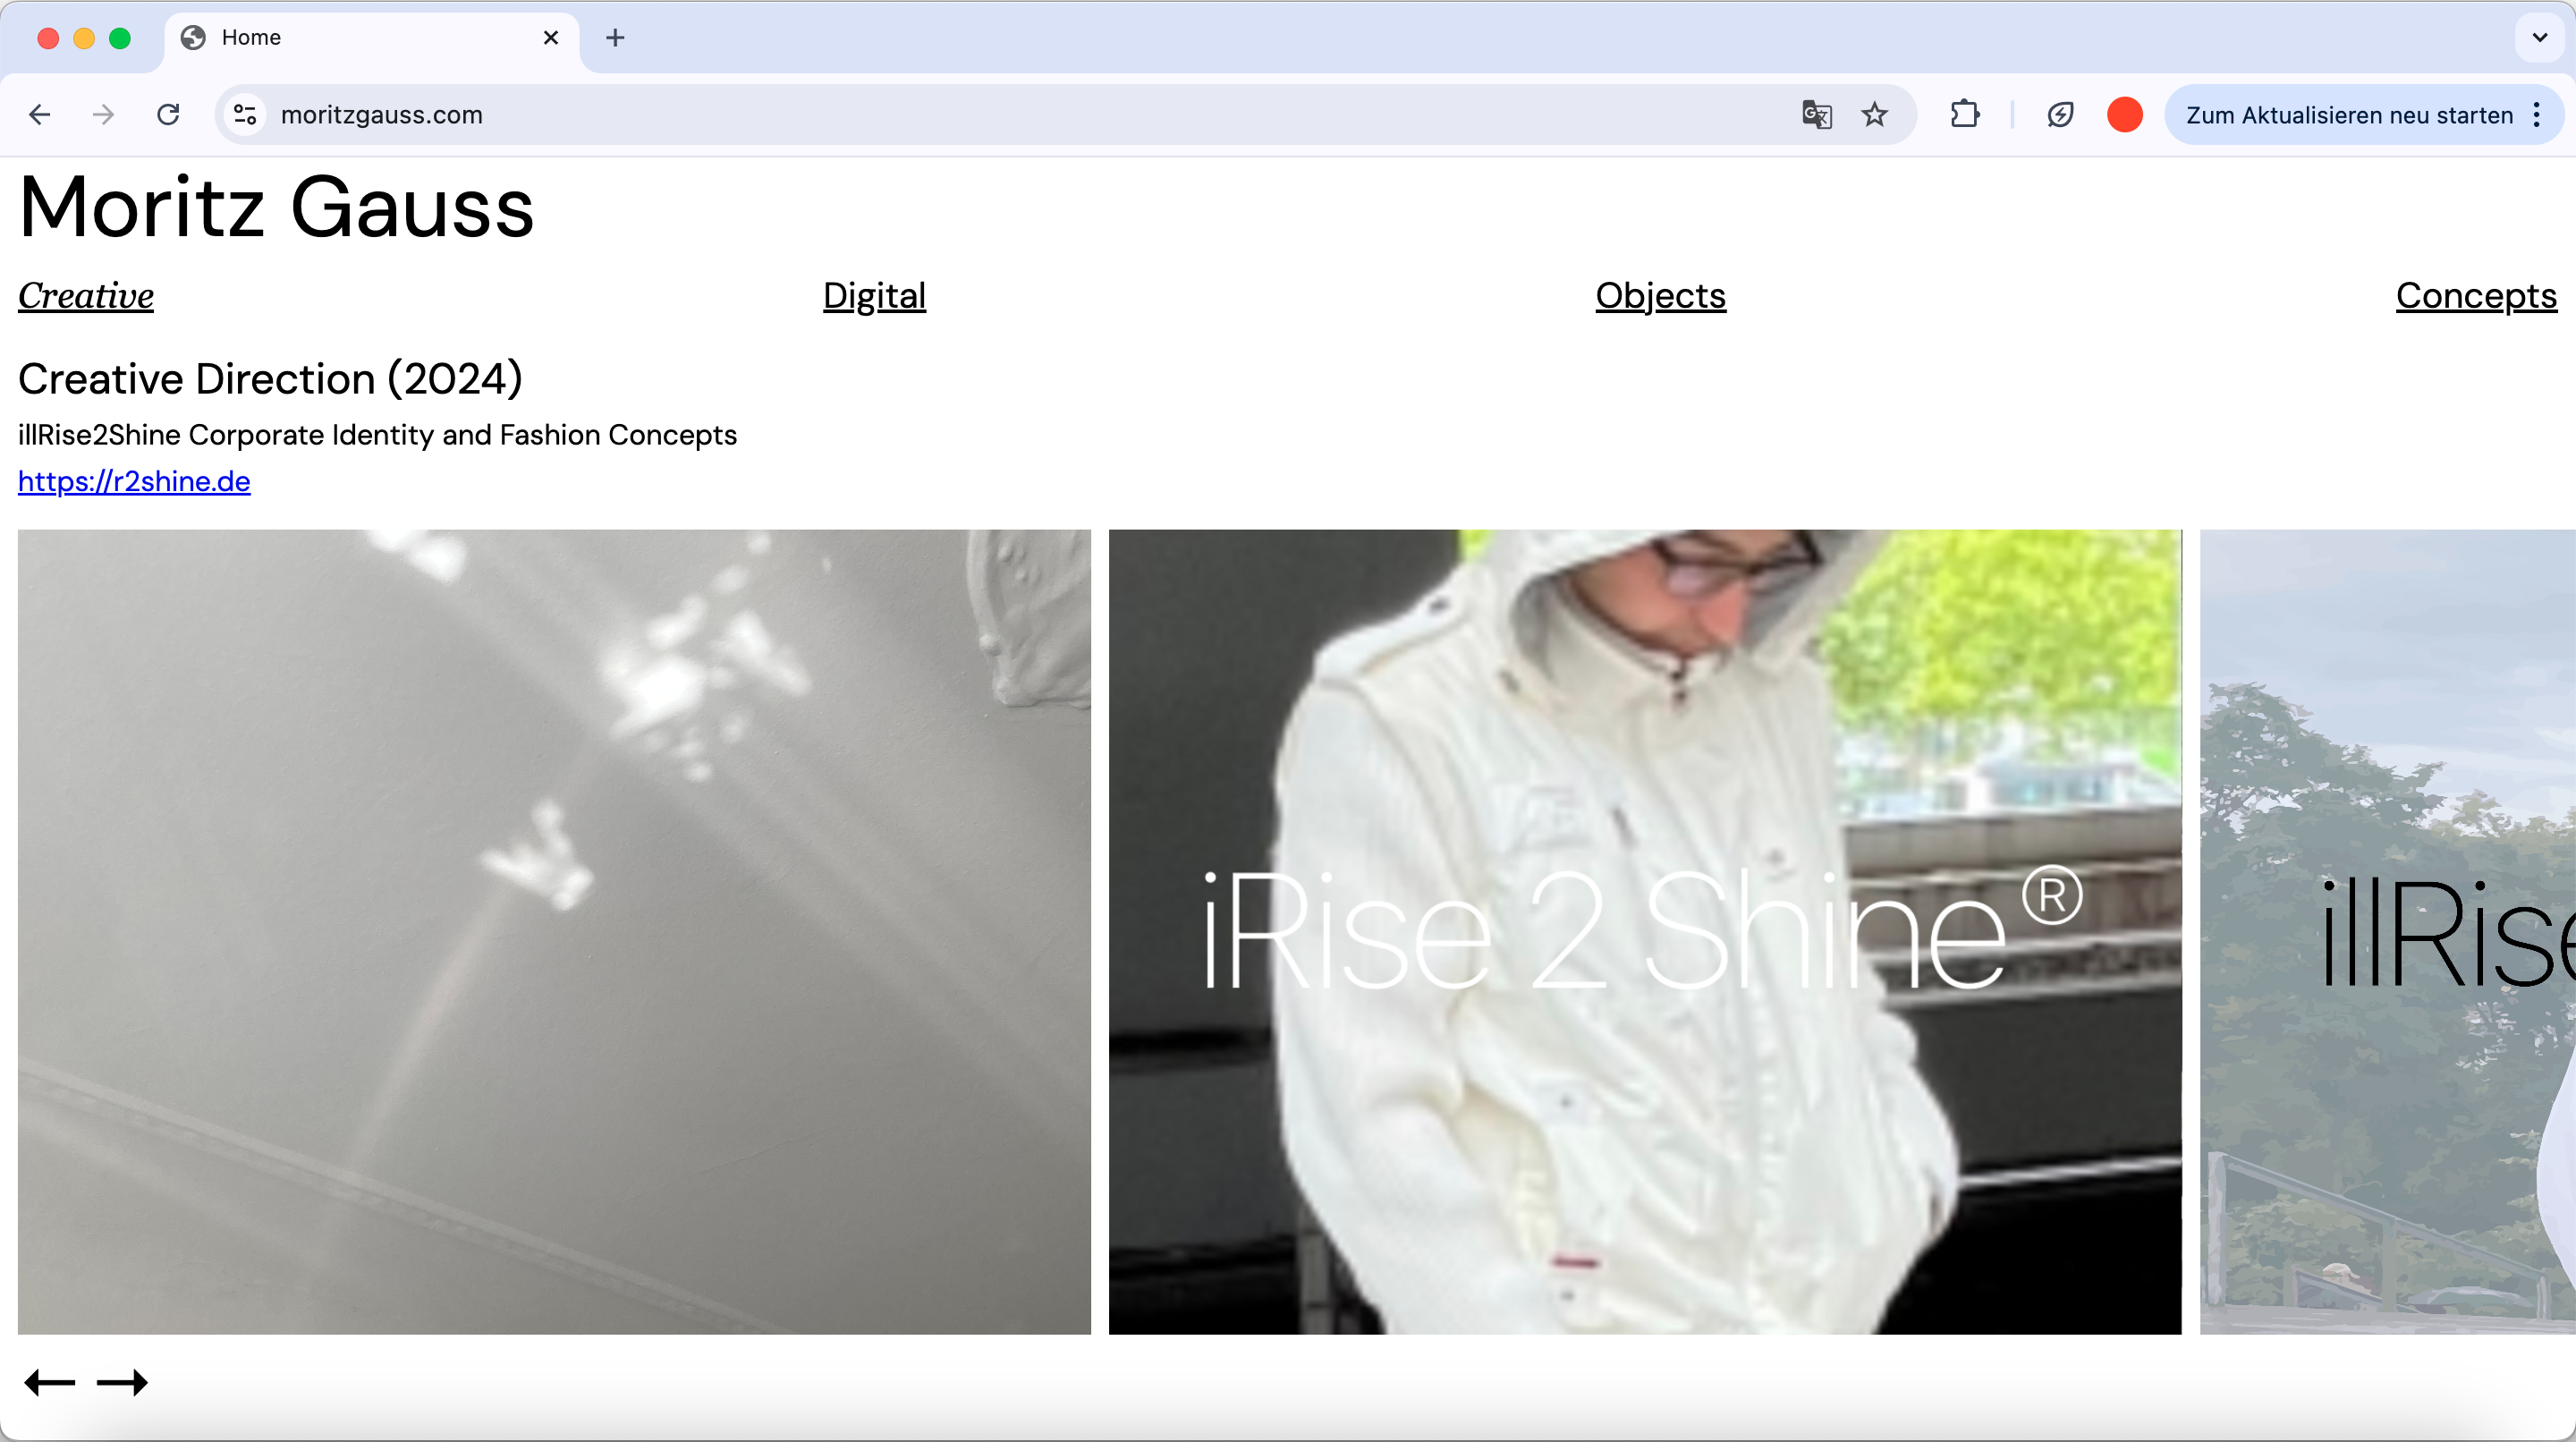 Home
moritzgauss.com
Zum Aktualisieren neu starten
Moritz Gauss
Creative Digital Objects Concepts
Creative Direction (2024)
illRise2Shine Corporate Identity and Fashion Concepts
https://r2shine.de
iRise 2 Shine®
illRise